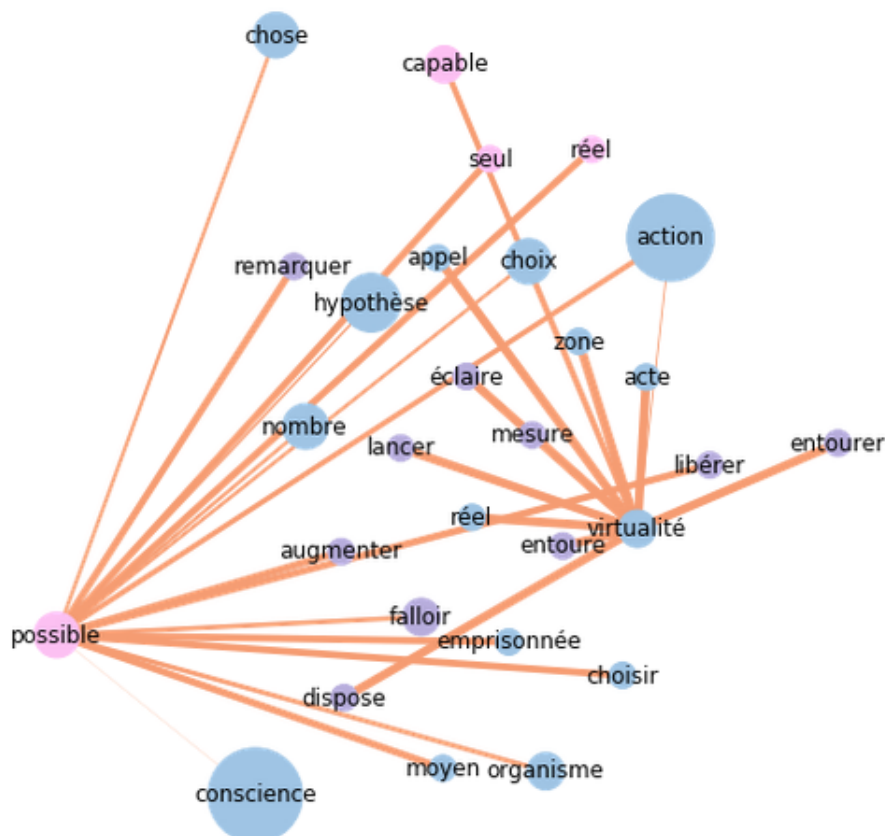 chose
capable
seul
réel
action
appel
choix
remarquer
hypothèse
zone
éclaire
acte
nombre
mesure
lancer
entourer
libérer
réel
virtualité
entoure
augmenter
falloir
possible
emprisonnée
choisir
dispose
moyen
organisme
conscience